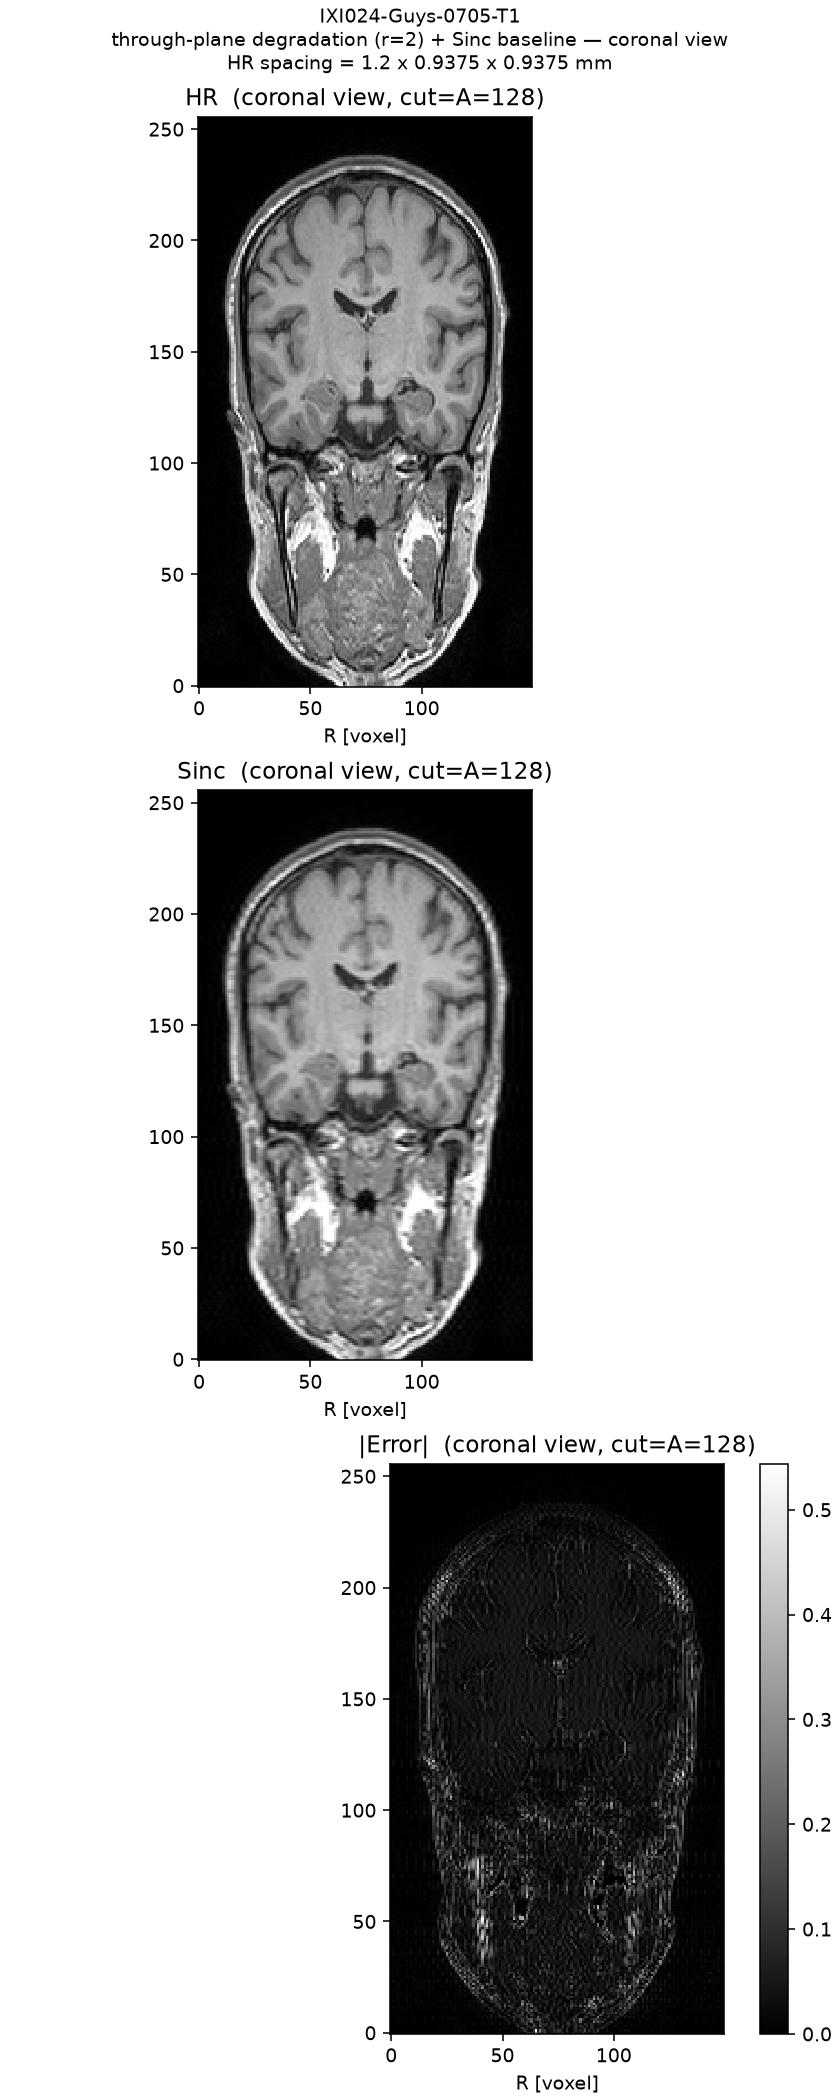 IXI024-Guys-0705-T1
through-plane degradation (r=2) + Sinc baseline — coronal view
HR spacing = 1.2 x 0.9375 x 0.9375 mm
HR  (coronal view, cut=A=128)
250
200
150
100
50
0
0 50 100
R [voxel]
Sinc  (coronal view, cut=A=128)
250
200
150
100
50
0
0 50 100
R [voxel]
|Error|  (coronal view, cut=A=128)
250
200
150
100
50
0
0 50 100
R [voxel]
0.5
0.4
0.3
0.2
0.1
0.0